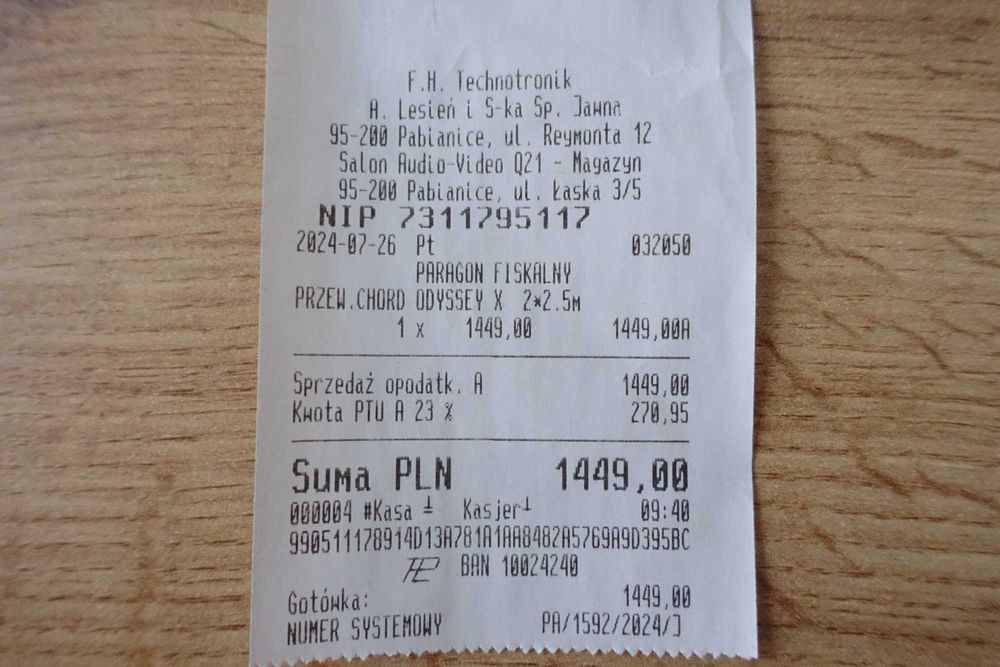 F.H. Technotronik
A. Lesień i S-ka Sp. Jawna
95-200 Pabianice, ul. Reymonta 12
Salon Audio-Video Q21 - Magazyn
95-200 Pabianice, ul. Łaska 3/5
NIP 7311795117
2024-07-26 Pt 032050
PARAGON FISKALNY
PRZEW.CHORD ODYSSEY X 2*2.5m
1 x 1449,00 1449,00A
Sprzedaż opodatk. A 1449,00
Kwota PTU A 23 % 270,95
Suma PLN 1449,00
000004 #Kasa 1 Kasjer1 09:40
990511178914D13A781A1AA8482A5769A9D395BC
BAN 10024240
Gotówka: 1449,00
NUMER SYSTEMOWY PA/1592/2024/J